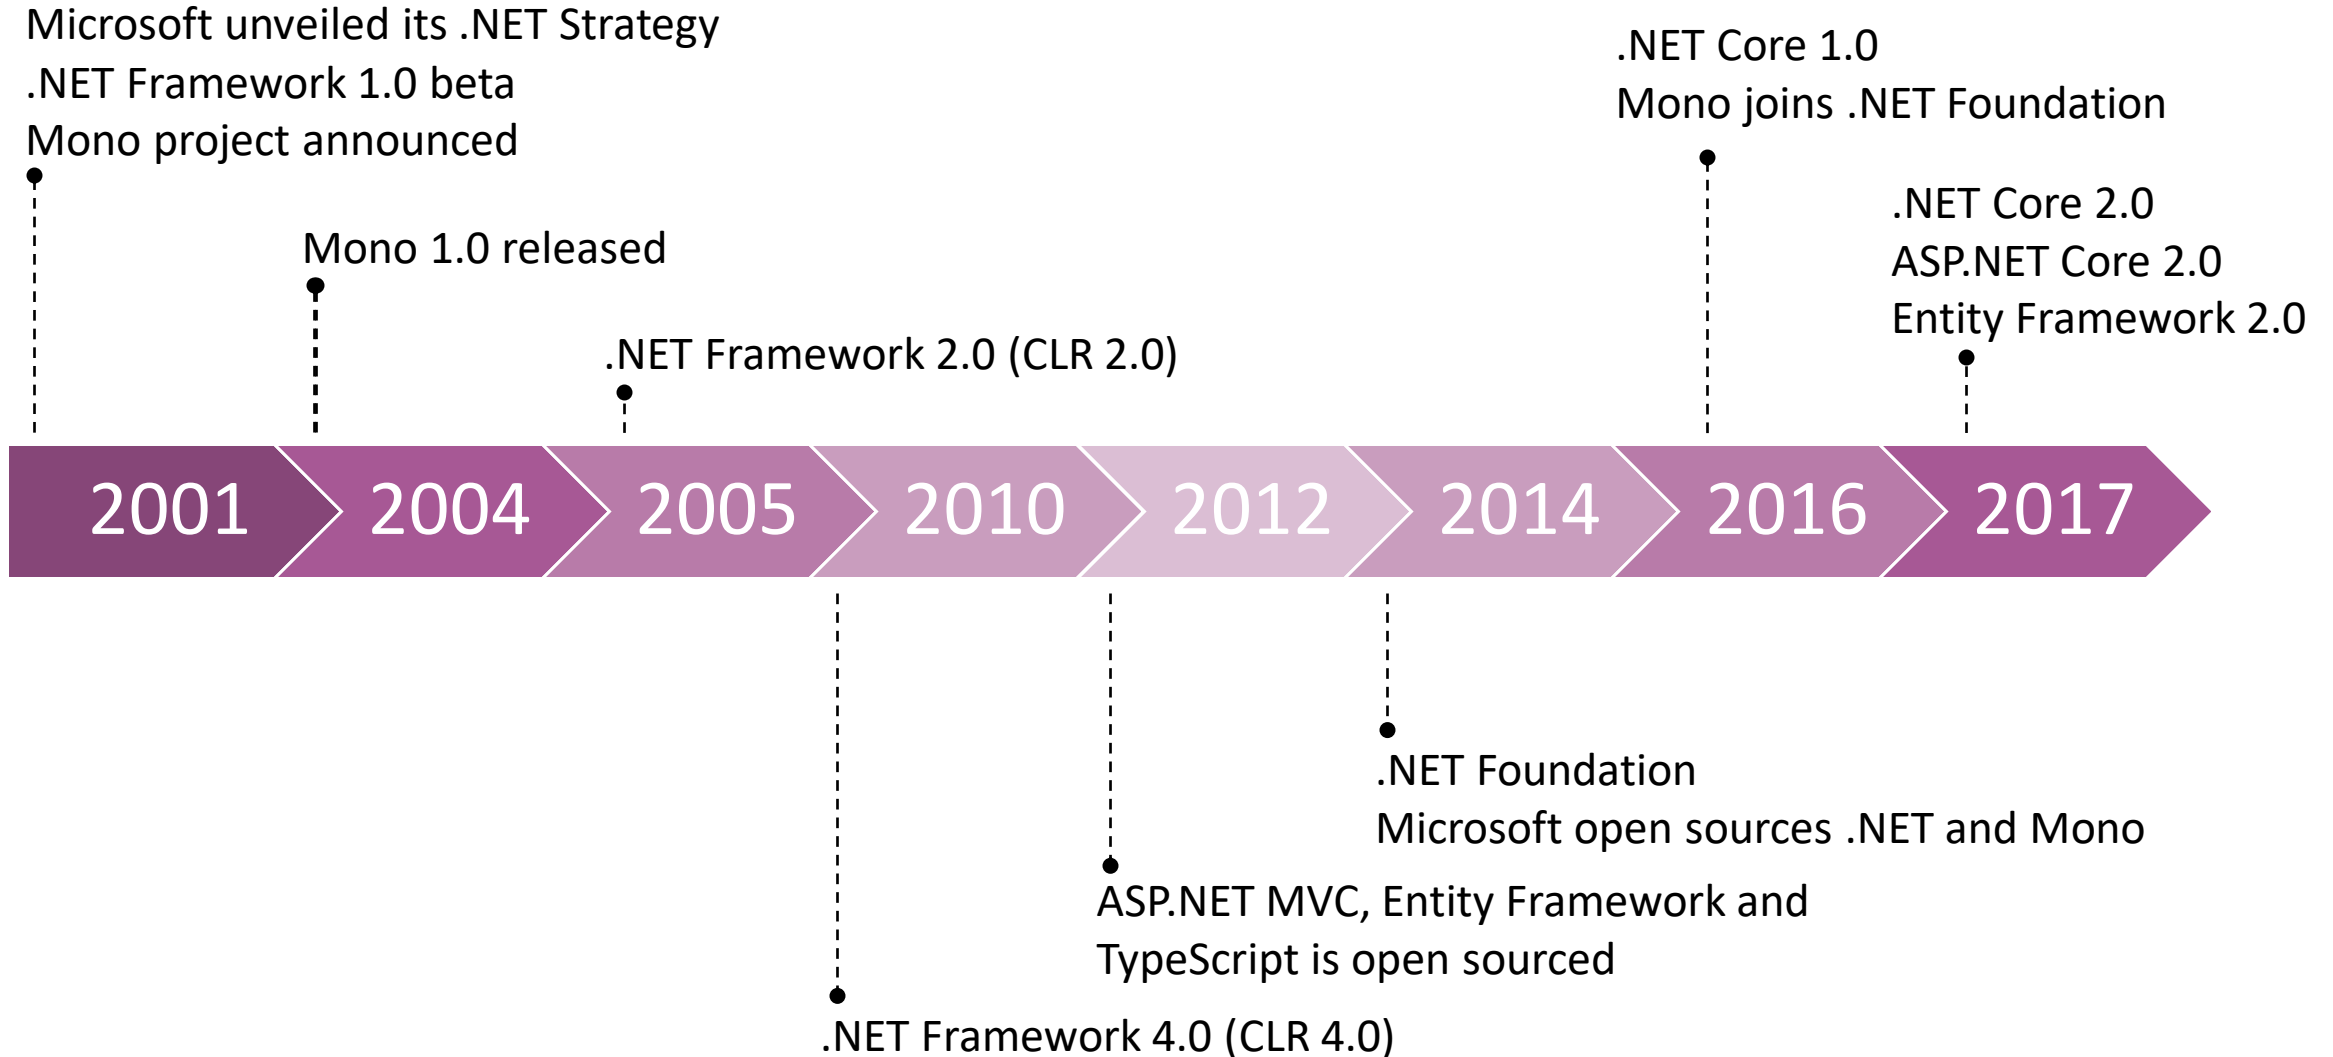 Microsoft unveiled its .NET Strategy
.NET Framework 1.0 beta
Mono project announced
Mono 1.0 released
.NET Framework 2.0 (CLR 2.0)
.NET Core 1.0
Mono joins .NET Foundation
.NET Core 2.0
ASP.NET Core 2.0
Entity Framework 2.0
2001
2004
2005
2010
2012
2014
2016
2017
.NET Foundation
Microsoft open sources .NET and Mono
ASP.NET MVC, Entity Framework and
TypeScript is open sourced
.NET Framework 4.0 (CLR 4.0)